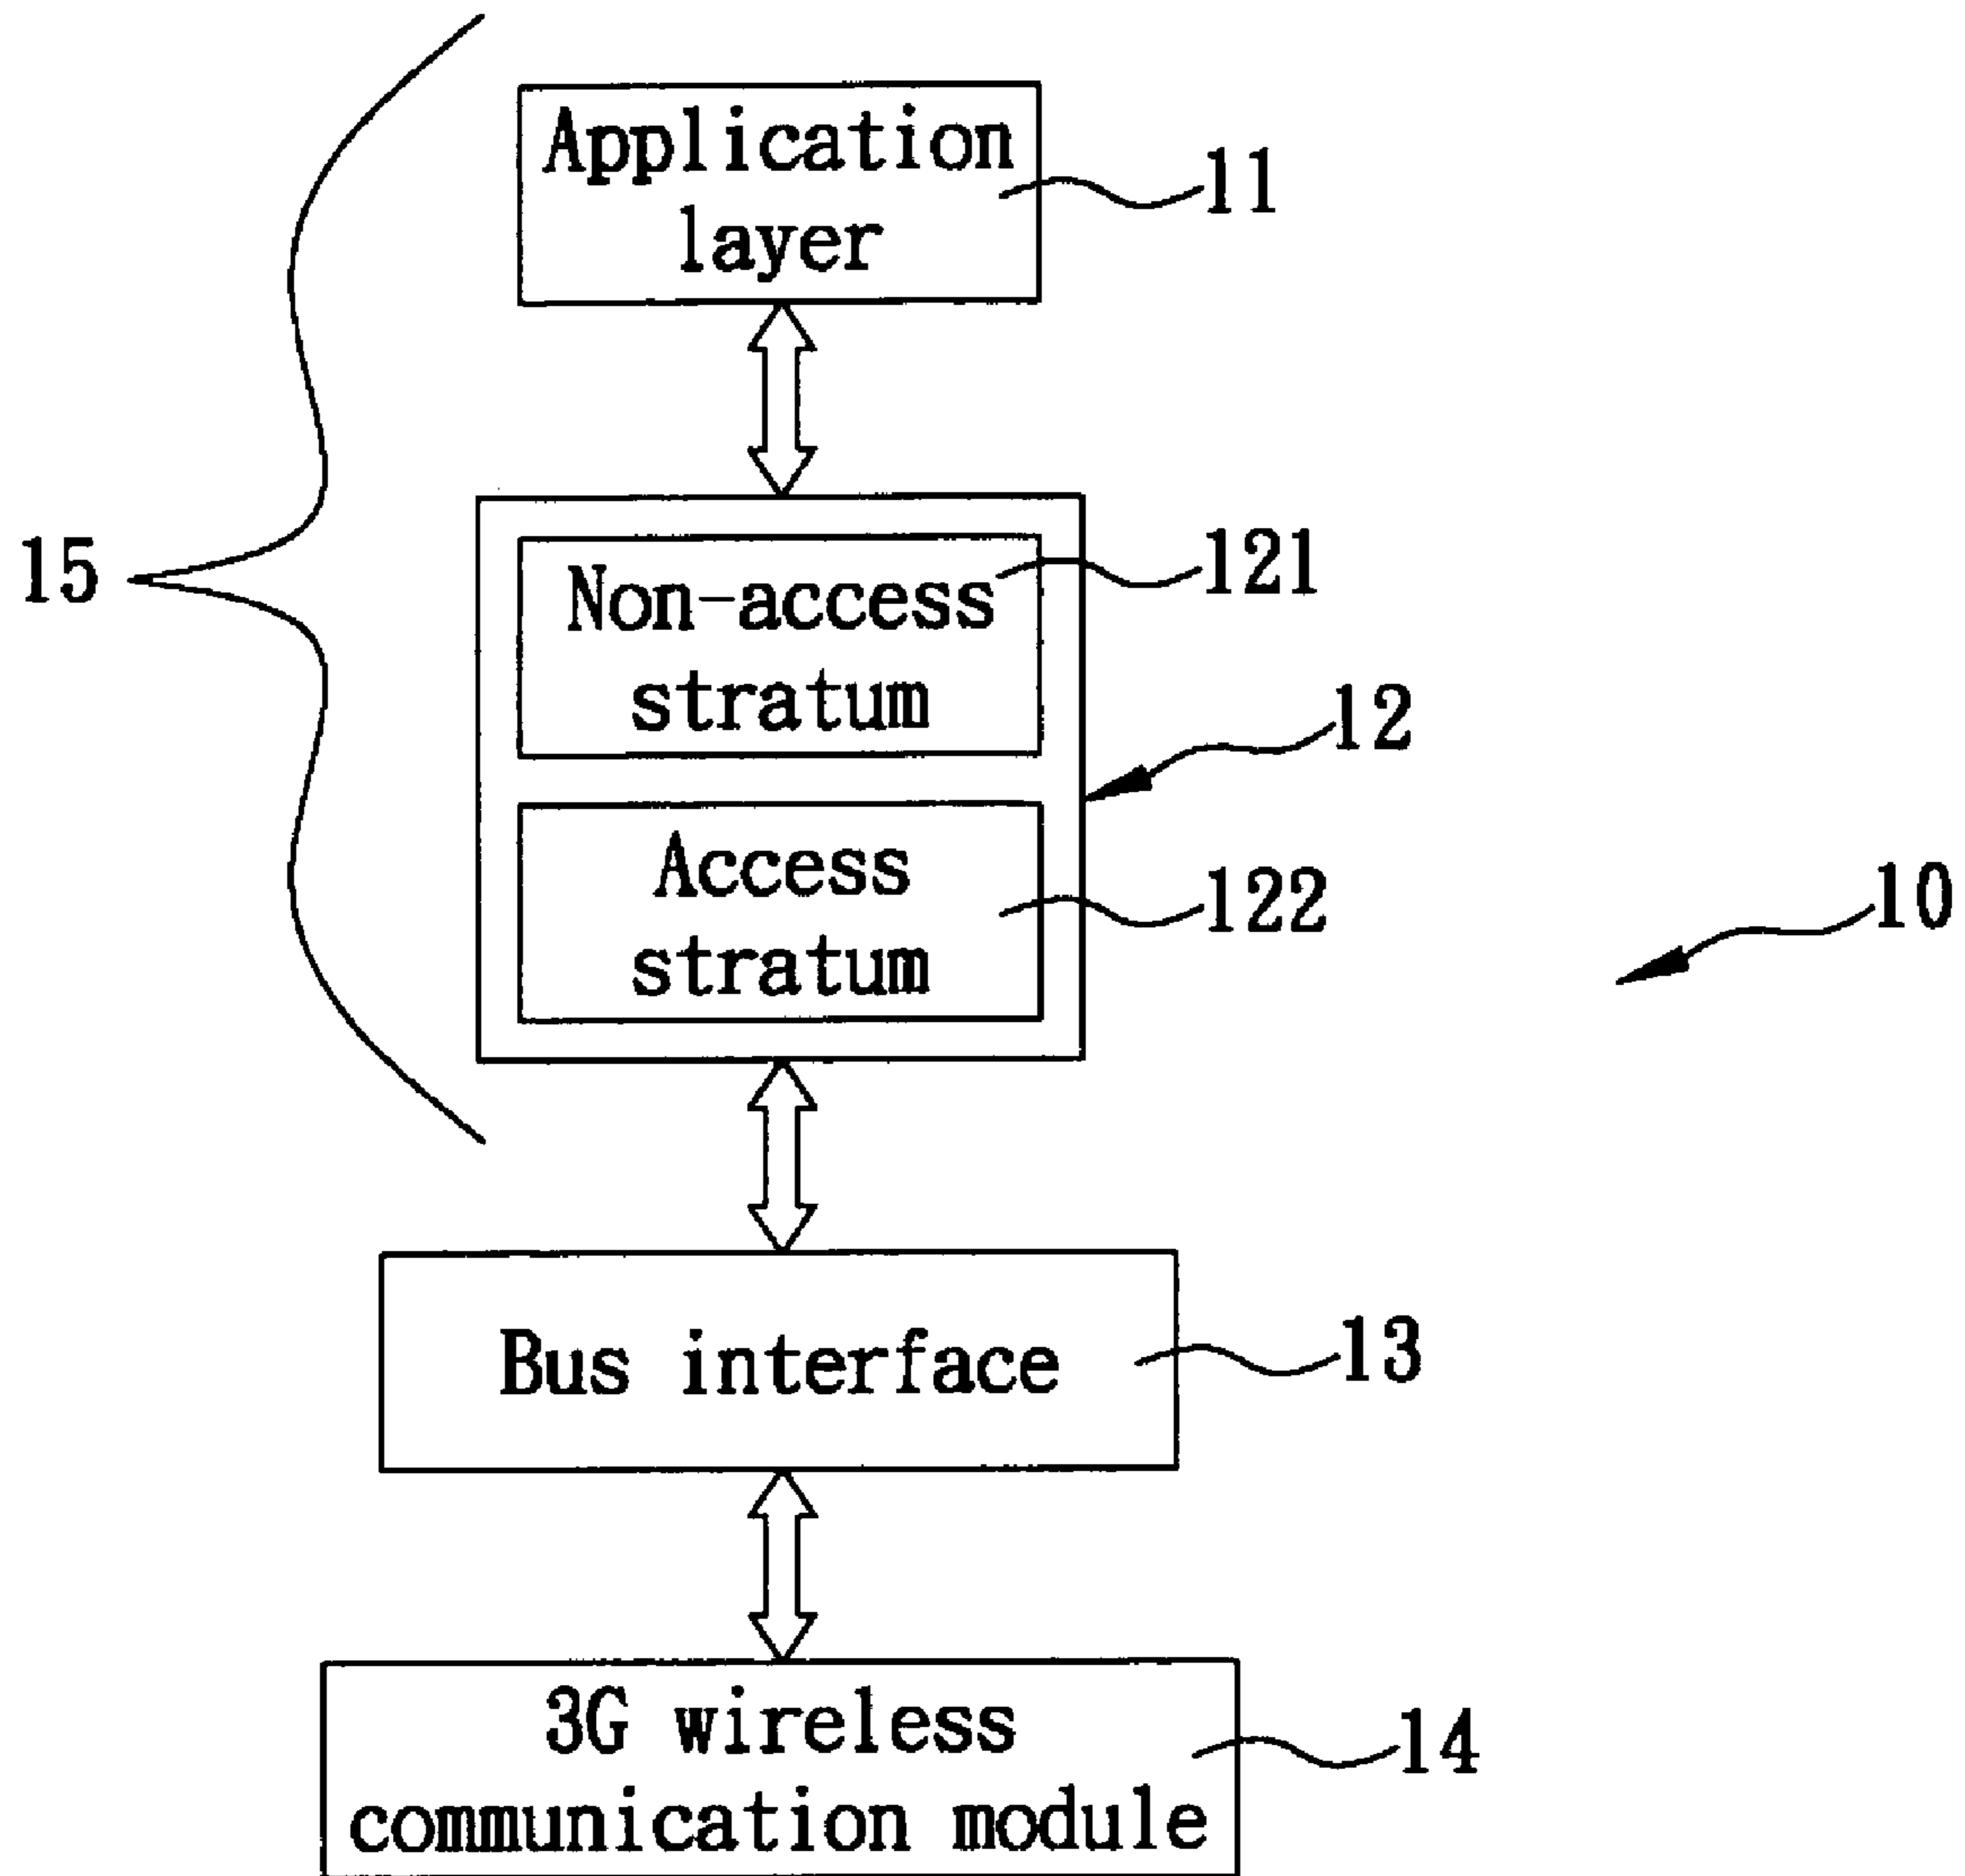 Application
layer
11
15
Non-access
stratum
121
12
Access
stratum
122
10
Bus interface
13
3G wireless
communication module
14